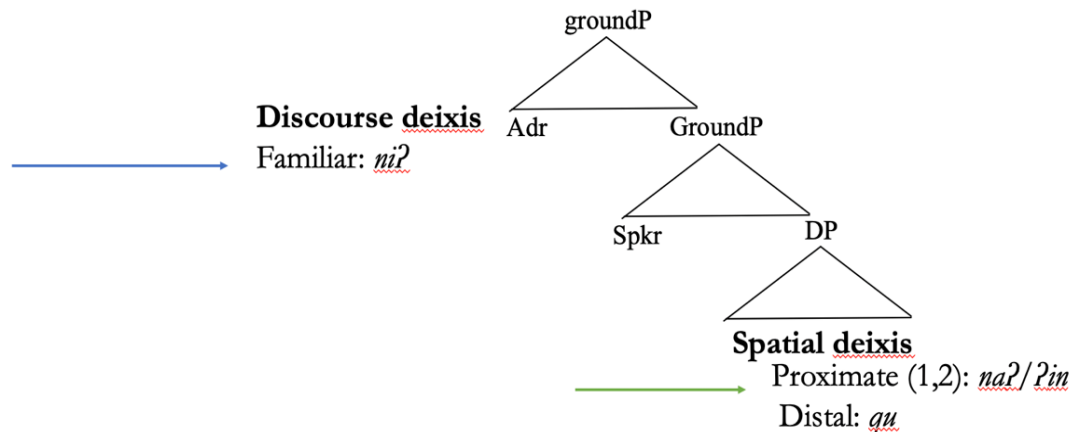 groundP
Discourse deixis Adr GroundP
Familiar: niʔ
Spkr DP
Spatial deixis
Proximate (1,2): naʔ/ʔin
Distal: qu